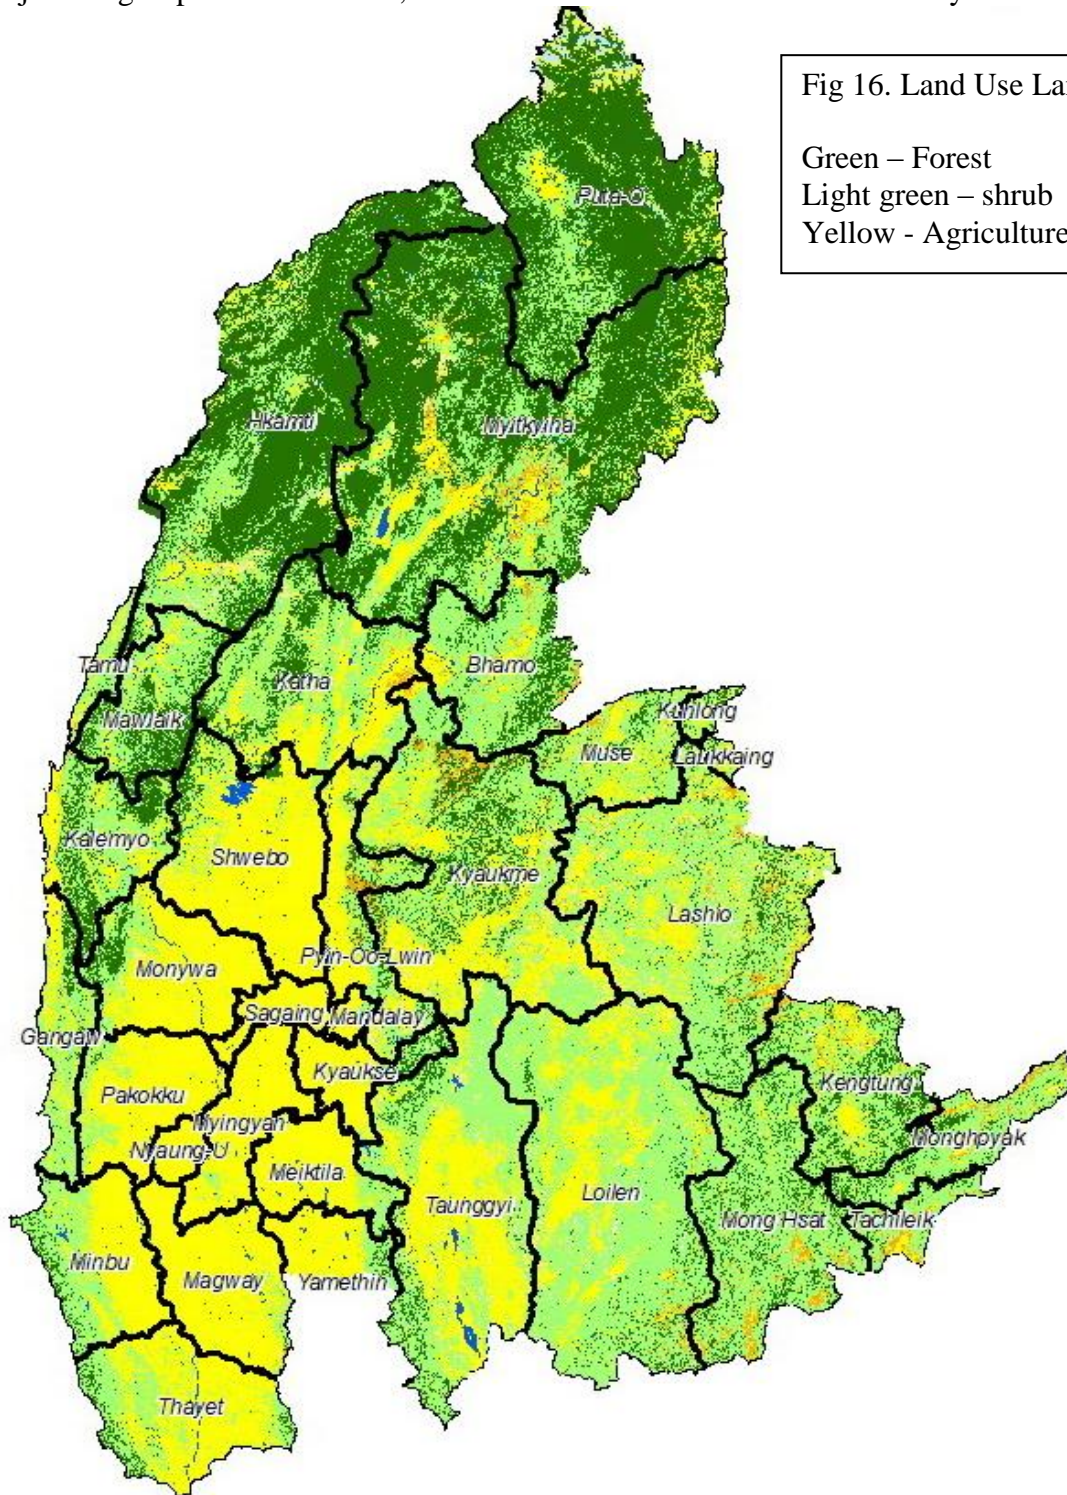 Fig 16. Land Use
Green – Forest
Light green – shrub
Yellow - Agriculture
Puta-O
Hkamti
Myitkyina
Tamu
Katha
Bhamo
Mawlaik
Kunlong
Muse
Laukkaing
Kalemyo
Shwebo
Kyaukme
Lashio
Monywa
Pyin-Oo-Lwin
Sagaing
Mandalay
Gangaw
Kyaukse
Kengtung
Pakokku
Myingyan
Monghpyak
Nyaung-U
Meiktila
Loilen
Taunggyi
Mong Hsat
Tachileik
Minbu
Magway
Yamethin
Thayet